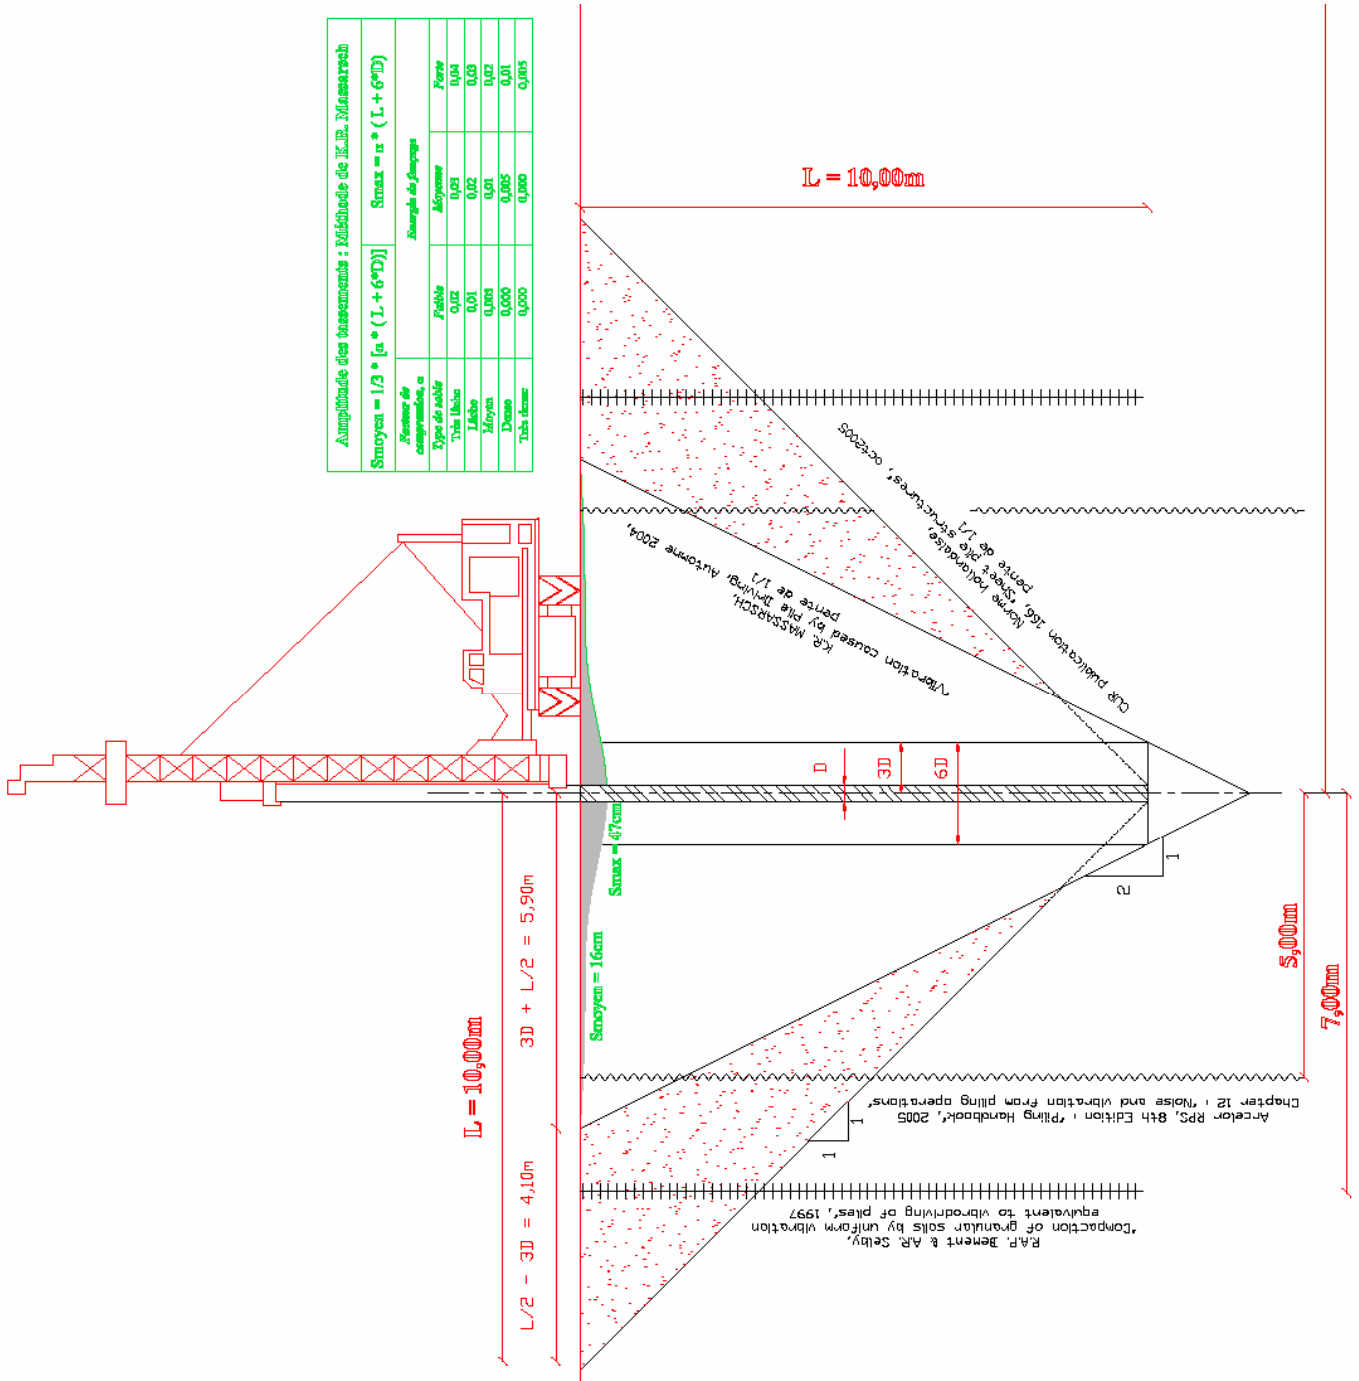 Amplitude des tassements : Méthode de K.R. Massarsch
Smoyen = 1/3 * [α * ( L + 6*D)] Smax = α * ( L + 6*D)
Facteur de compression, α Energie de fonçage
Type de sable Faible Moyenne Forte
Très lâche 0,02 0,03 0,04
Lâche 0,01 0,02 0,03
Moyen 0,005 0,01 0,02
Dense 0,000 0,005 0,01
Très dense 0,000 0,000 0,005
L = 10,00m
Norme hollandaise,
CUR publication 166, "Sheet pile structures", oct2005
pente de 1/1
K.R. MASSARSCH,
"Vibration caused by Pile Driving, Automne 2004,
pente de 1/1
D
3D
6D
Smax = 47cm
Smoyen = 16cm
3D + L/2 = 5,90m
L/2 - 3D = 4,10m
L = 10,00m
2
1
1
1
5,00m
7,00m
Arcelor RPS, 8th Edition : "Piling Handbook", 2005
Chapter 12 : "Noise and vibration from piling operations"
R.A.P. Bement & A.R. Selby,
"Compaction of granular soils by uniform vibration
equivalent to vibrodriving of piles", 1997